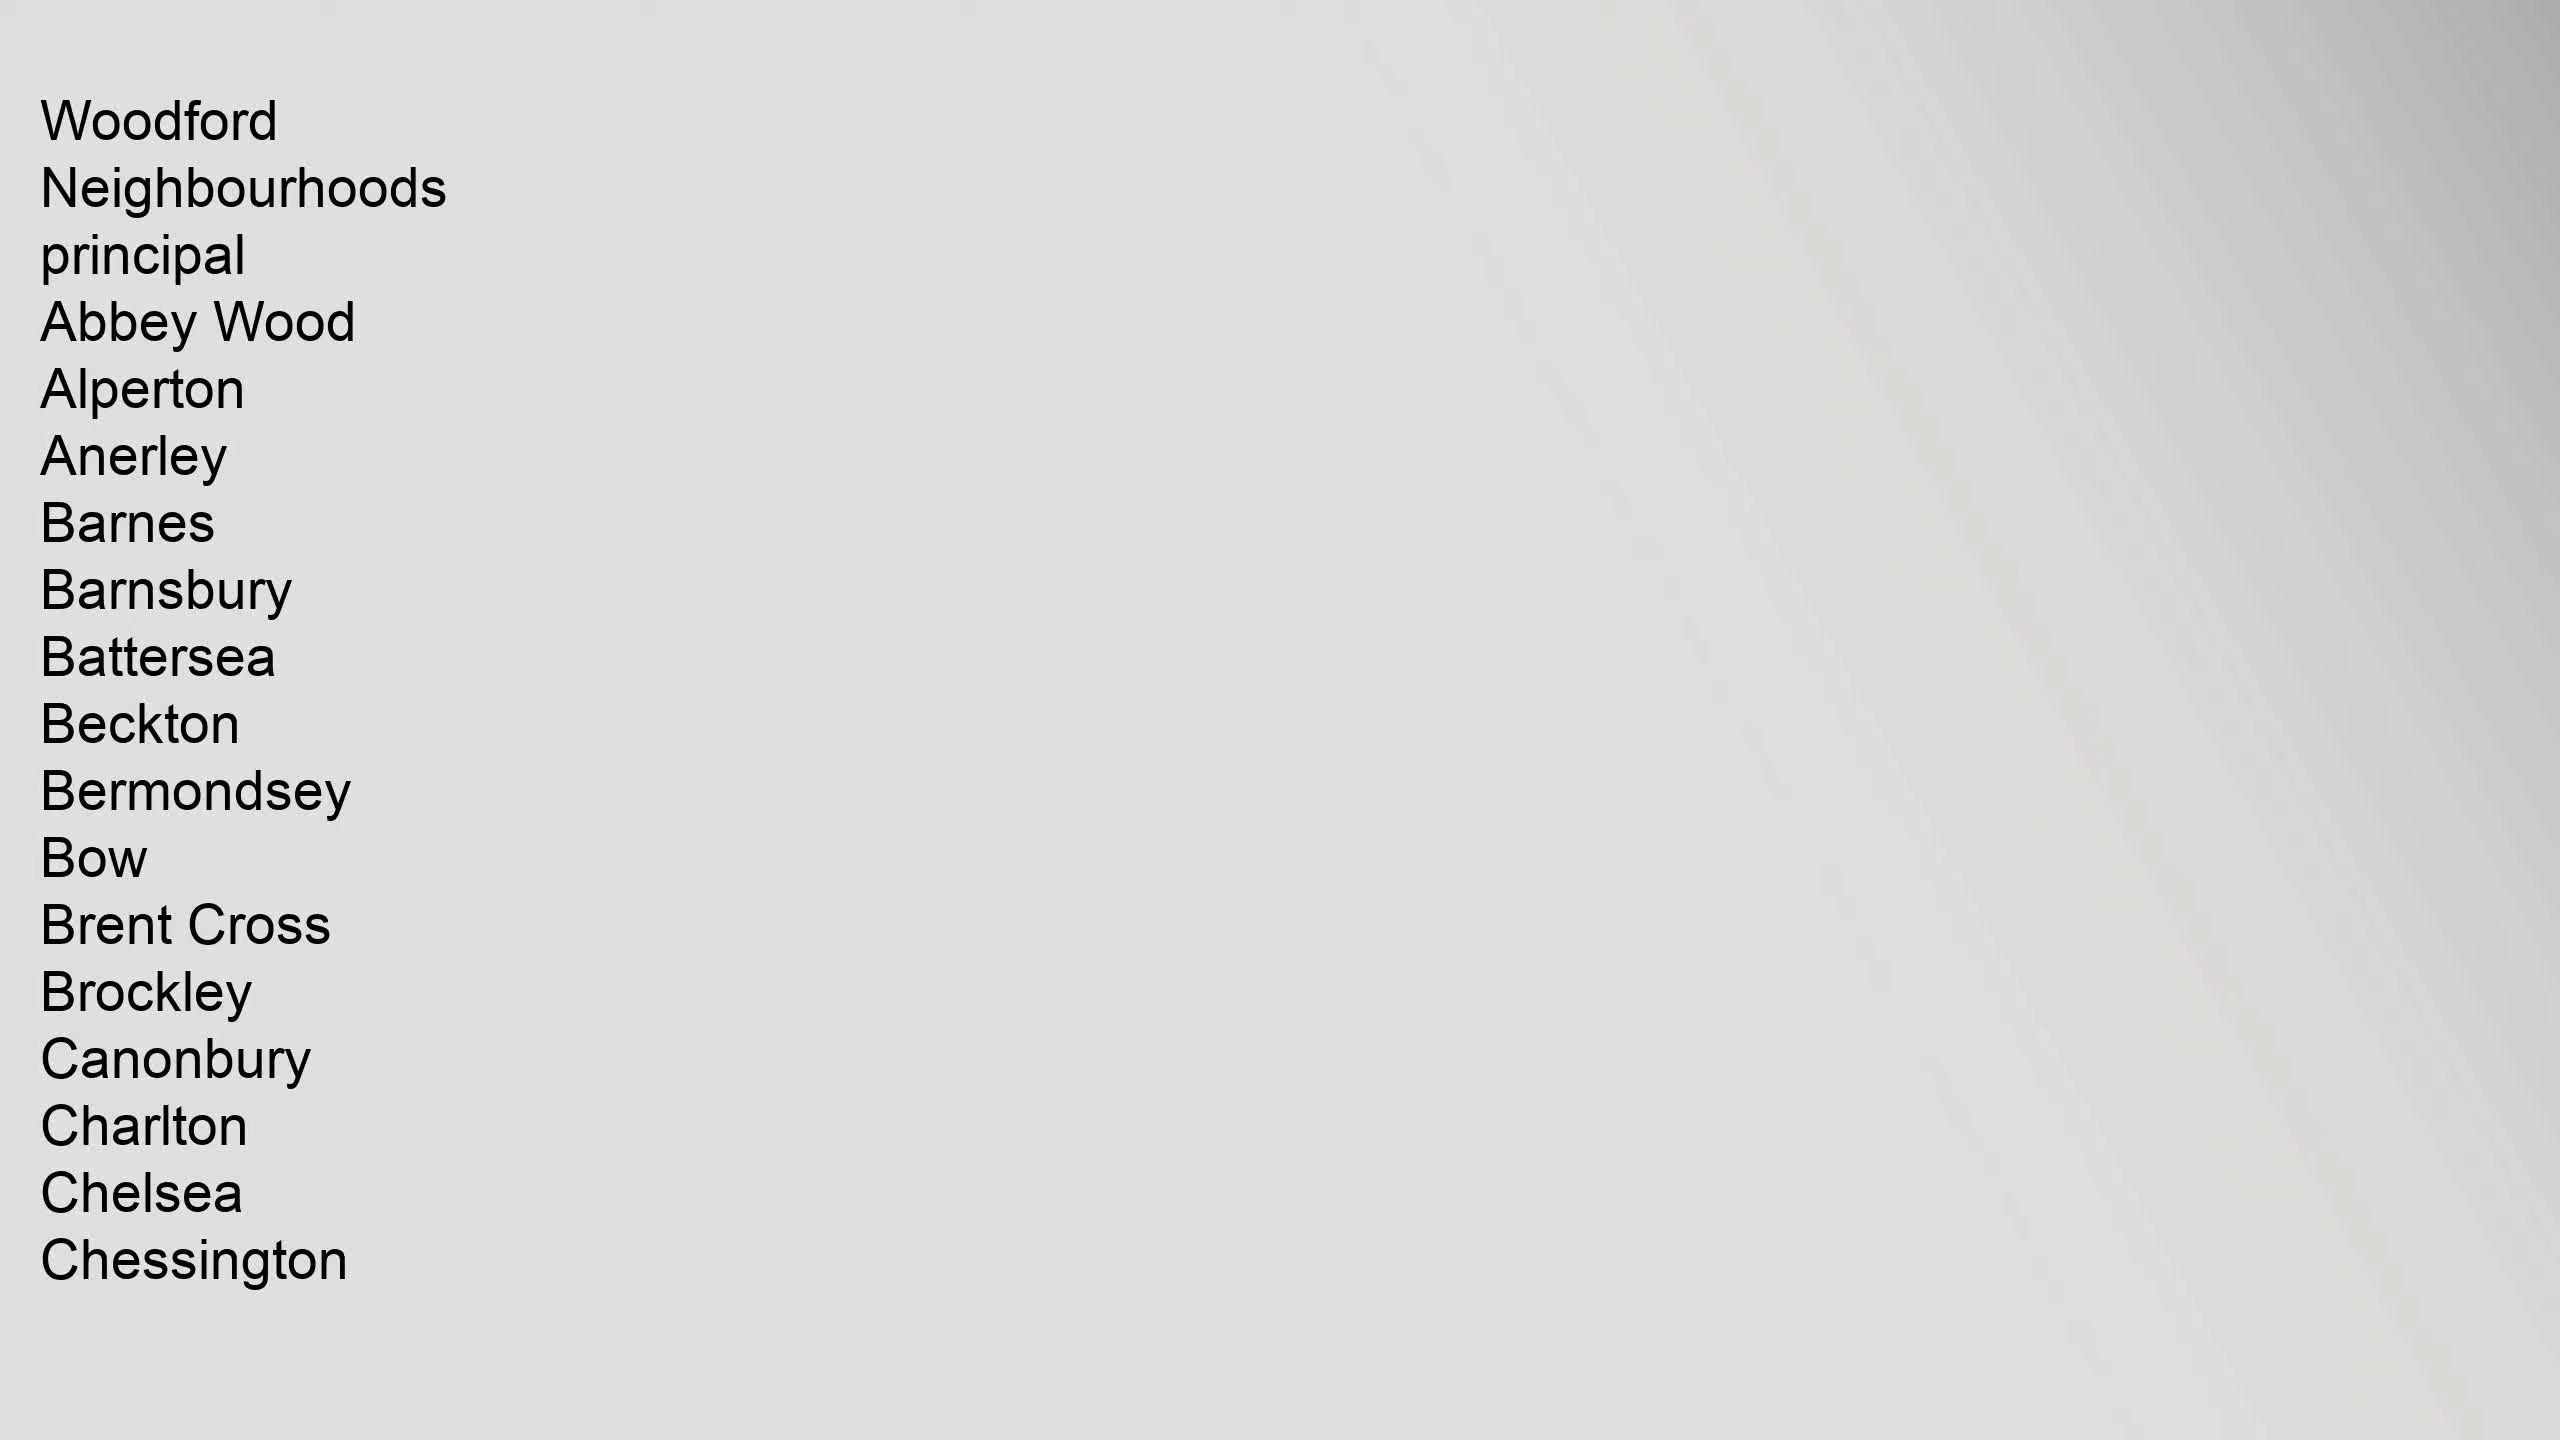 Woodford
Neighbourhoods
principal
Abbey Wood
Alperton
Anerley
Barnes
Barnsbury
Battersea
Beckton
Bermondsey
Bow
Brent Cross
Brockley
Canonbury
Charlton
Chelsea
Chessington